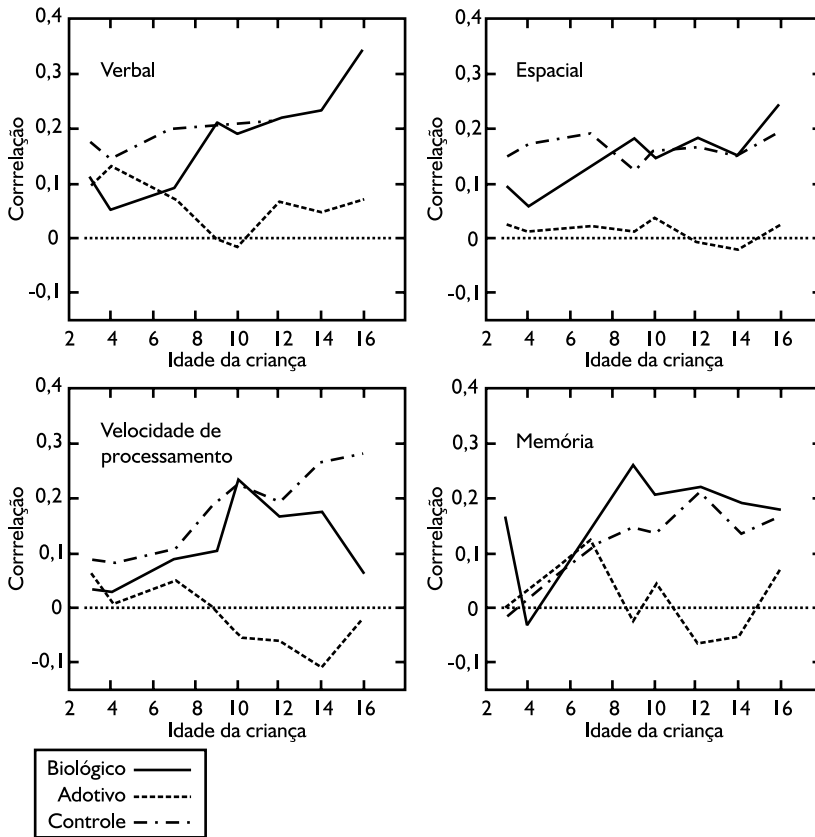 0,4
0,3
0,2
0,1
0
-0,1
Corrrelação
Verbal
2 4 6 8 10 12 14 16
Idade da criança
0,4
0,3
0,2
0,1
0
-0,1
Corrrelação
Espacial
2 4 6 8 10 12 14 16
Idade da criança
0,4
0,3
0,2
0,1
0
-0,1
Corrrelação
Velocidade de
processamento
2 4 6 8 10 12 14 16
Idade da criança
0,4
0,3
0,2
0,1
0
-0,1
Corrrelação
Memória
2 4 6 8 10 12 14 16
Idade da criança
Biológico
Adotivo
Controle